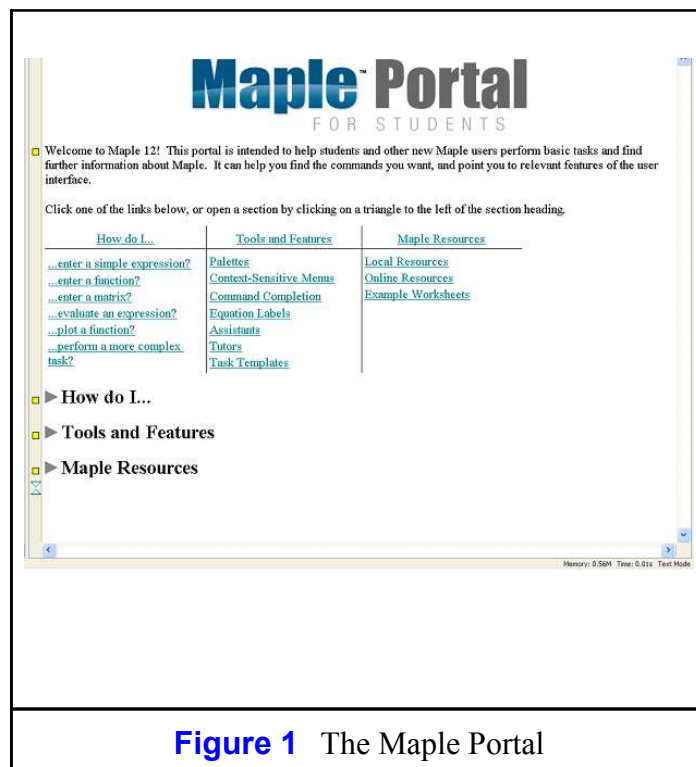 Maple™ Portal
FOR STUDENTS
Welcome to Maple 12! This portal is intended to help students and other new Maple users perform basic tasks and find
further information about Maple. It can help you find the commands you want, and point you to relevant features of the user
interface.
Click one of the links below, or open a section by clicking on a triangle to the left of the section heading.
How do I...
...enter a simple expression?
...enter a function?
...enter a matrix?
...evaluate an expression?
...plot a function?
...perform a more complex
task?
Tools and Features
Palettes
Context-Sensitive Menus
Command Completion
Equation Labels
Assistants
Tutors
Task Templates
Maple Resources
Local Resources
Online Resources
Example Worksheets
How do I...
Tools and Features
Maple Resources
Memory: 0.56M Time: 0.01s Text Mode
Figure 1 The Maple Portal